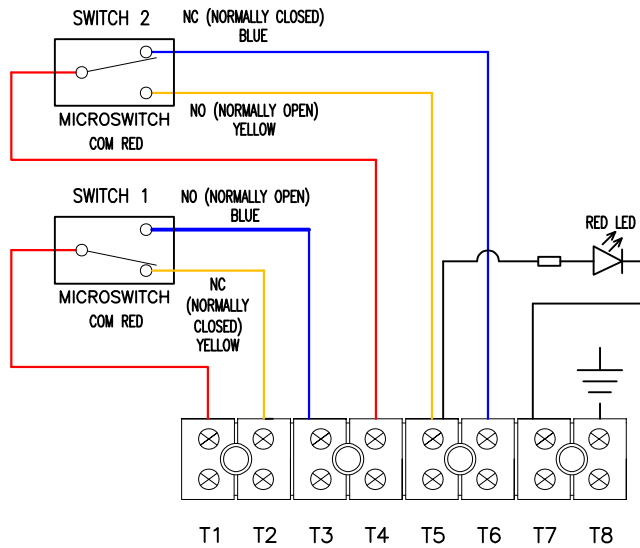 SWITCH 2
NC (NORMALLY CLOSED)
BLUE
MICROSWITCH
COM RED
NO (NORMALLY OPEN)
YELLOW
SWITCH 1
NO (NORMALLY OPEN)
BLUE
MICROSWITCH
COM RED
NC
(NORMALLY
CLOSED)
YELLOW
RED LED
T1 T2 T3 T4 T5 T6 T7 T8